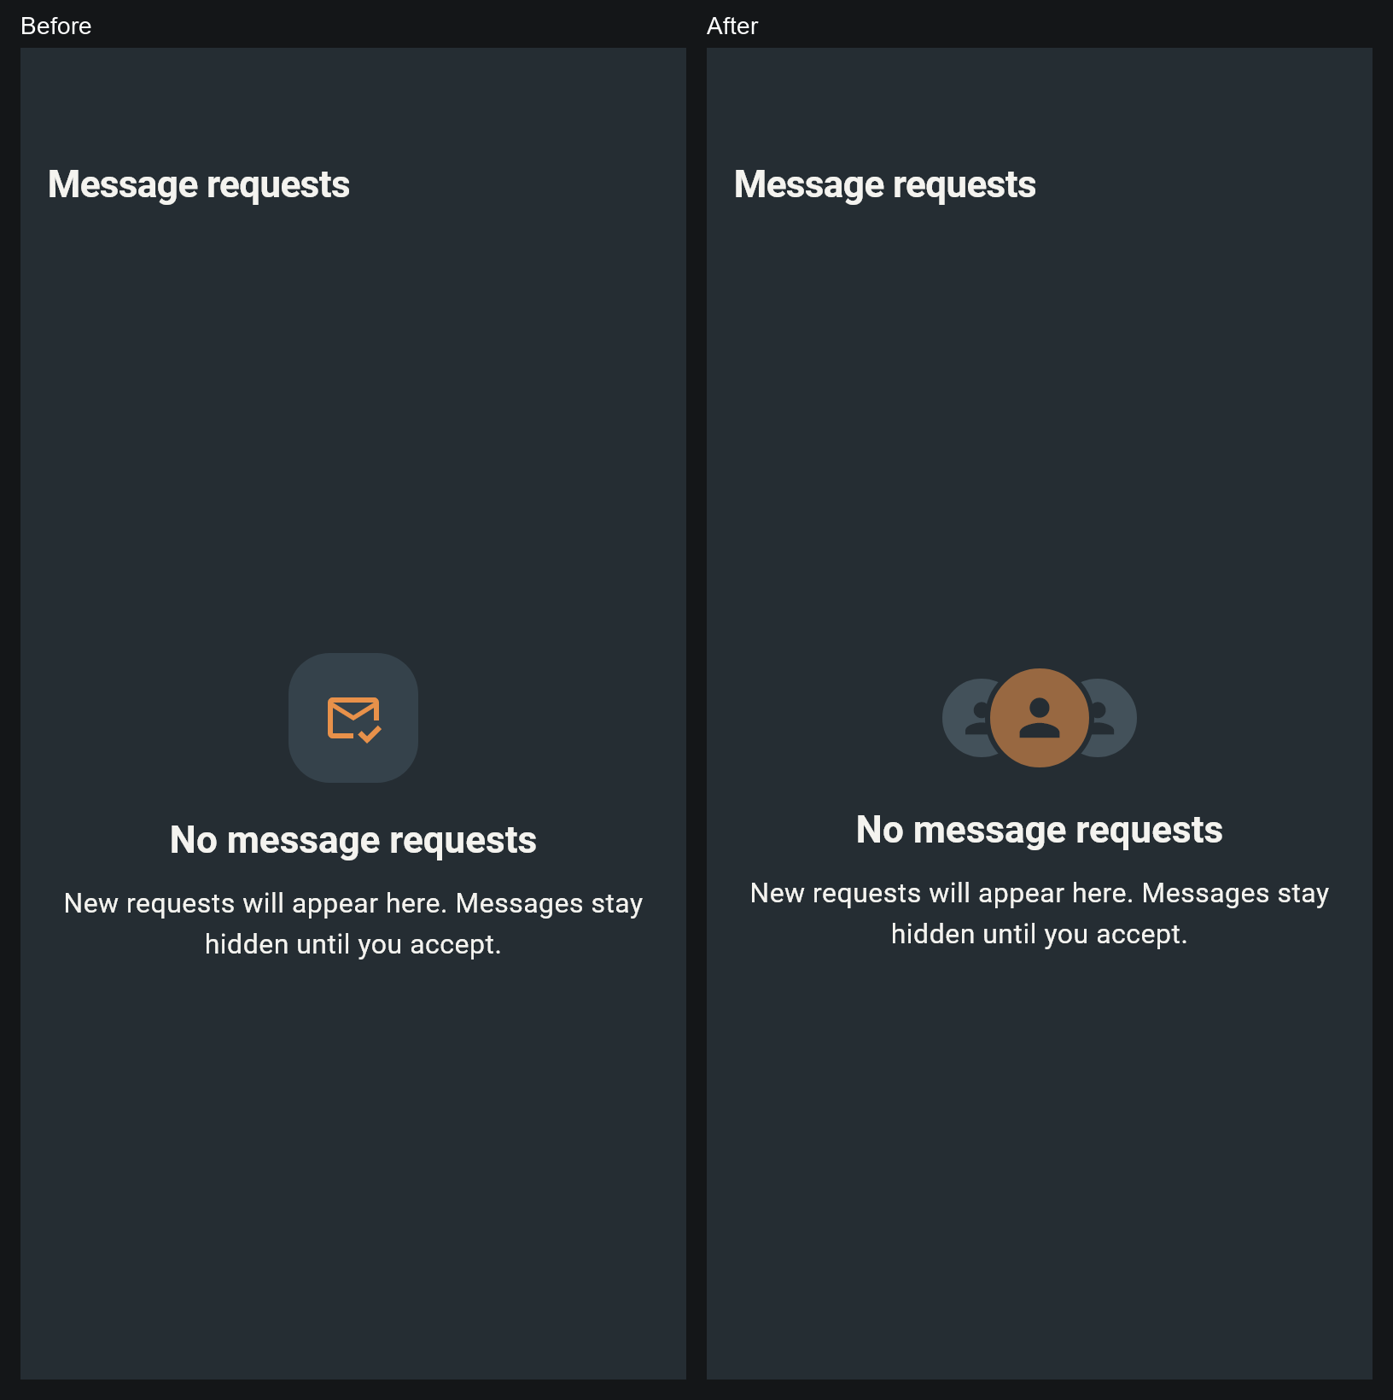 Before
Message requests
No message requests
New requests will appear here. Messages stay
hidden until you accept.
After
Message requests
No message requests
New requests will appear here. Messages stay
hidden until you accept.